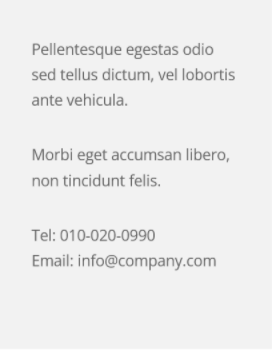 Pellentesque egestas odio
sed tellus dictum, vel lobortis
ante vehicula.
Morbi eget accumsan libero,
non tincidunt felis.
Tel: 010-020-0990
Email: info@company.com